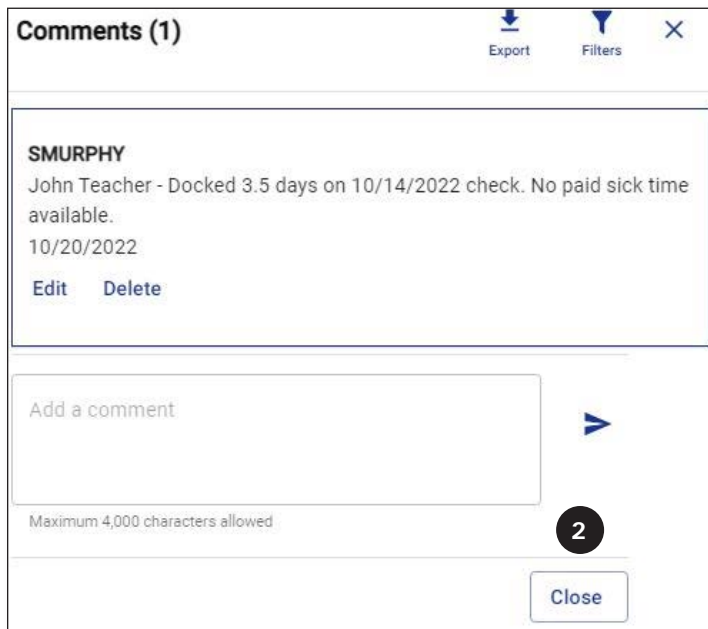 Comments (1)
Export
Filters
SMURPHY
John Teacher - Docked 3.5 days on 10/14/2022 check. No paid sick time
available.
10/20/2022
Edit Delete
Add a comment
Maximum 4,000 characters allowed
2
Close